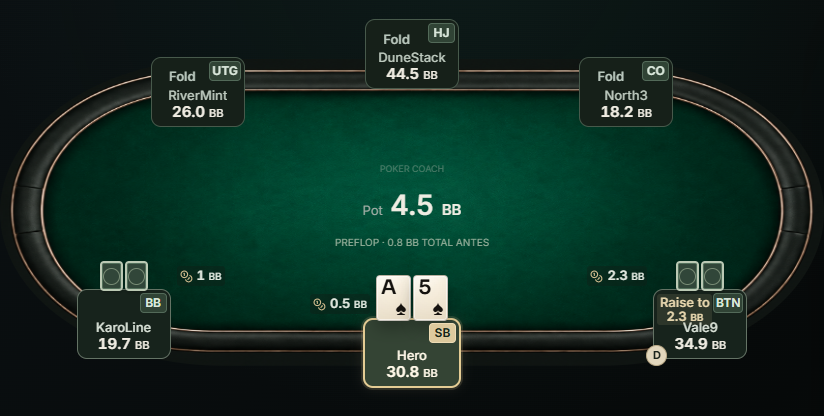 Fold HJ
DuneStack
44.5 BB
Fold UTG
RiverMint
26.0 BB
Fold CO
North3
18.2 BB
POKER COACH
Pot 4.5 BB
PREFLOP · 0.8 BB TOTAL ANTES
1 BB
2.3 BB
0.5 BB
A 5
BB
KaroLine
19.7 BB
Raise to BTN
2.3 BB
Vale9
34.9 BB
D
SB
Hero
30.8 BB